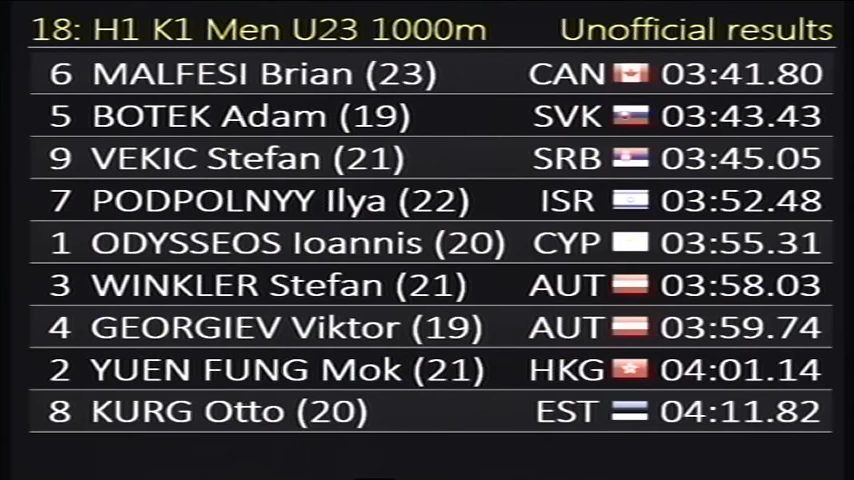 18: H1 K1 Men U23 1000m Unofficial results
6 MALFESI Brian (23) CAN 03:41.80
5 BOTEK Adam (19) SVK 03:43.43
9 VEKIC Stefan (21) SRB 03:45.05
7 PODPOLNYY Ilya (22) ISR 03:52.48
1 ODYSSEOS Ioannis (20) CYP 03:55.31
3 WINKLER Stefan (21) AUT 03:58.03
4 GEORGIEV Viktor (19) AUT 03:59.74
2 YUEN FUNG Mok (21) HKG 04:01.14
8 KURG Otto (20) EST 04:11.82